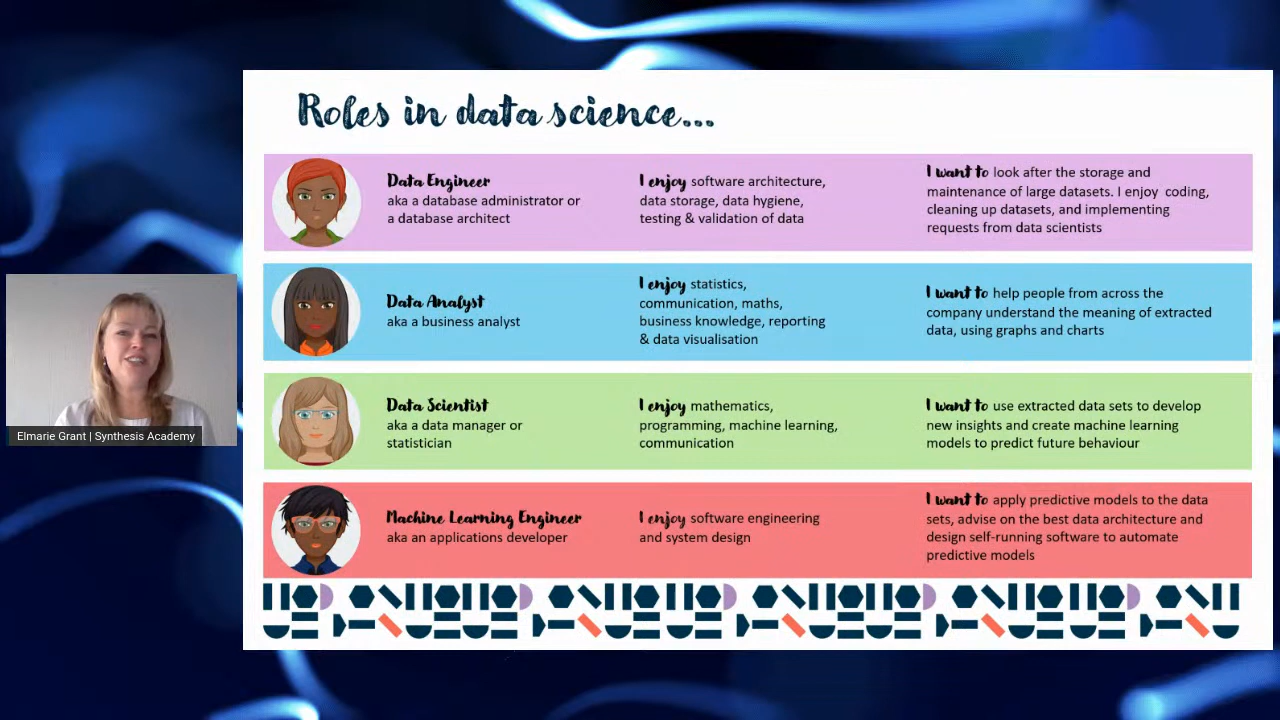 Roles in data science...
Data Engineer
aka a database administrator or
a database architect
I enjoy software architecture,
data storage, data hygiene,
testing & validation of data
I want to look after the storage and
maintenance of large datasets. I enjoy coding,
cleaning up datasets, and implementing
requests from data scientists
Data Analyst
aka a business analyst
I enjoy statistics,
communication, maths,
business knowledge, reporting
& data visualisation
I want to help people from across the
company understand the meaning of extracted
data, using graphs and charts
Data Scientist
aka a data manager or
statistician
I enjoy mathematics,
programming, machine learning,
communication
I want to use extracted data sets to develop
new insights and create machine learning
models to predict future behaviour
Machine Learning Engineer
aka an applications developer
I enjoy software engineering
and system design
I want to apply predictive models to the data
sets, advise on the best data architecture and
design self-running software to automate
predictive models
Elmarie Grant | Synthesis Academy